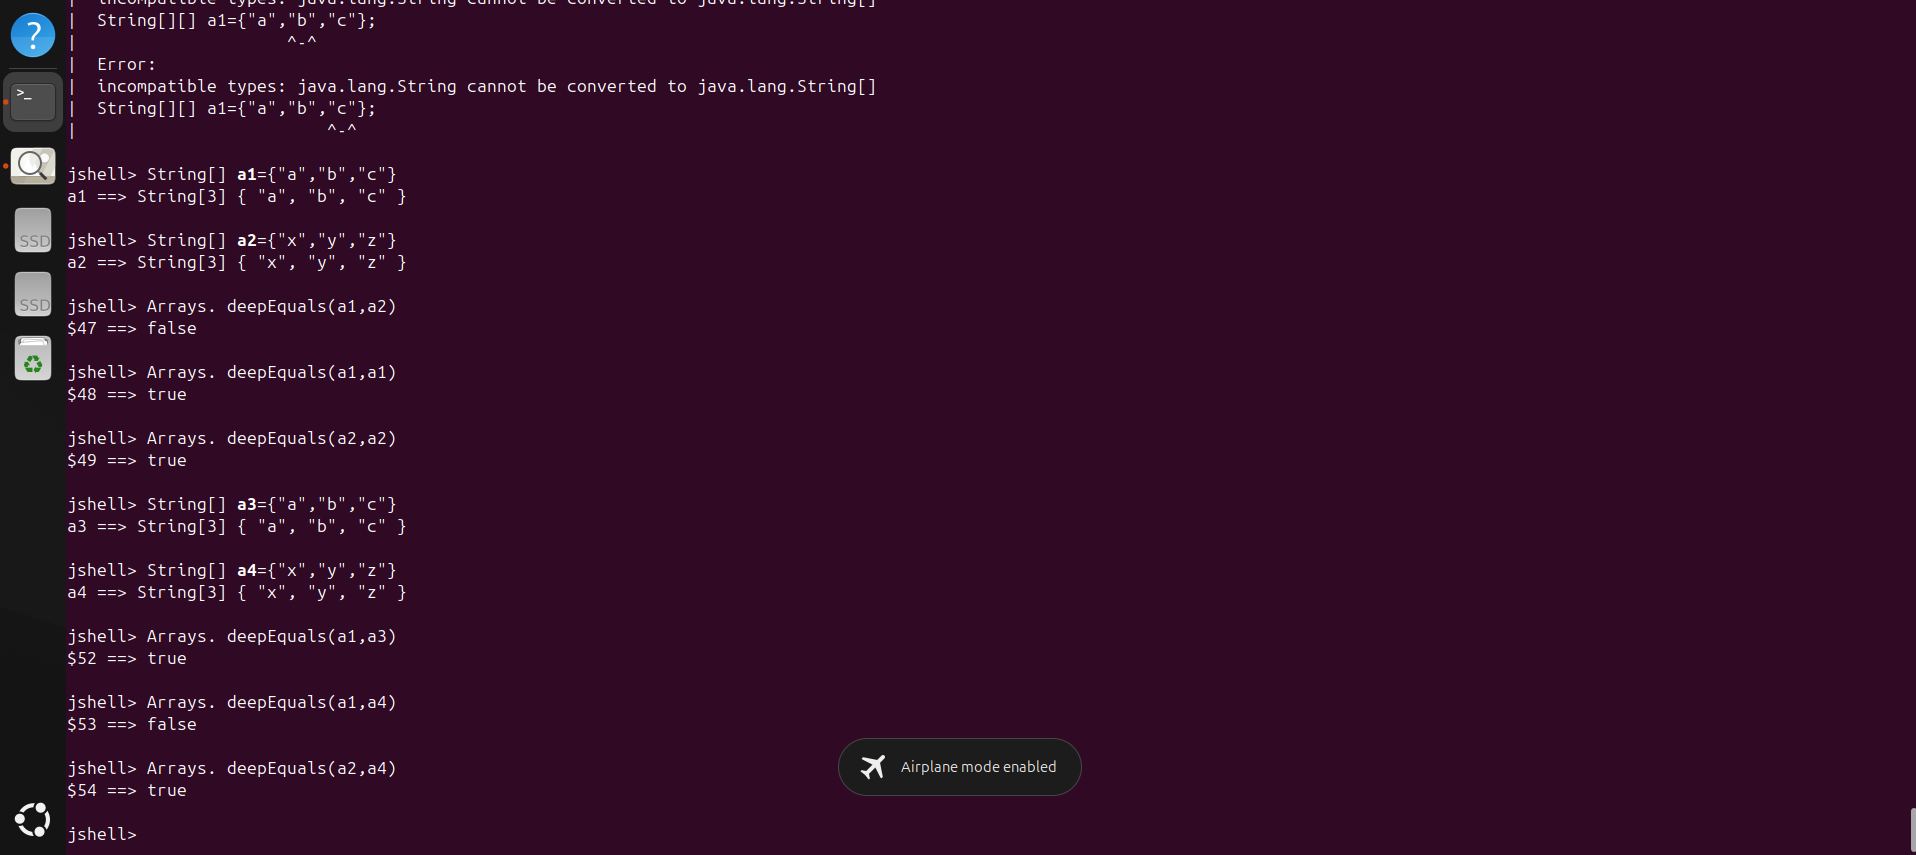 |  incompatible types: java.lang.String cannot be converted to java.lang.String[]
|  String[][] a1={"a","b","c"};
|                     ^-^
|  Error:
|  incompatible types: java.lang.String cannot be converted to java.lang.String[]
|  String[][] a1={"a","b","c"};
|                         ^-^
jshell> String[] a1={"a","b","c"}
a1 ==> String[3] { "a", "b", "c" }
jshell> String[] a2={"x","y","z"}
a2 ==> String[3] { "x", "y", "z" }
jshell> Arrays. deepEquals(a1,a2)
$47 ==> false
jshell> Arrays. deepEquals(a1,a1)
$48 ==> true
jshell> Arrays. deepEquals(a2,a2)
$49 ==> true
jshell> String[] a3={"a","b","c"}
a3 ==> String[3] { "a", "b", "c" }
jshell> String[] a4={"x","y","z"}
a4 ==> String[3] { "x", "y", "z" }
jshell> Arrays. deepEquals(a1,a3)
$52 ==> true
jshell> Arrays. deepEquals(a1,a4)
$53 ==> false
jshell> Arrays. deepEquals(a2,a4)
$54 ==> true
jshell>
?
>_
SSD
SSD
Airplane mode enabled